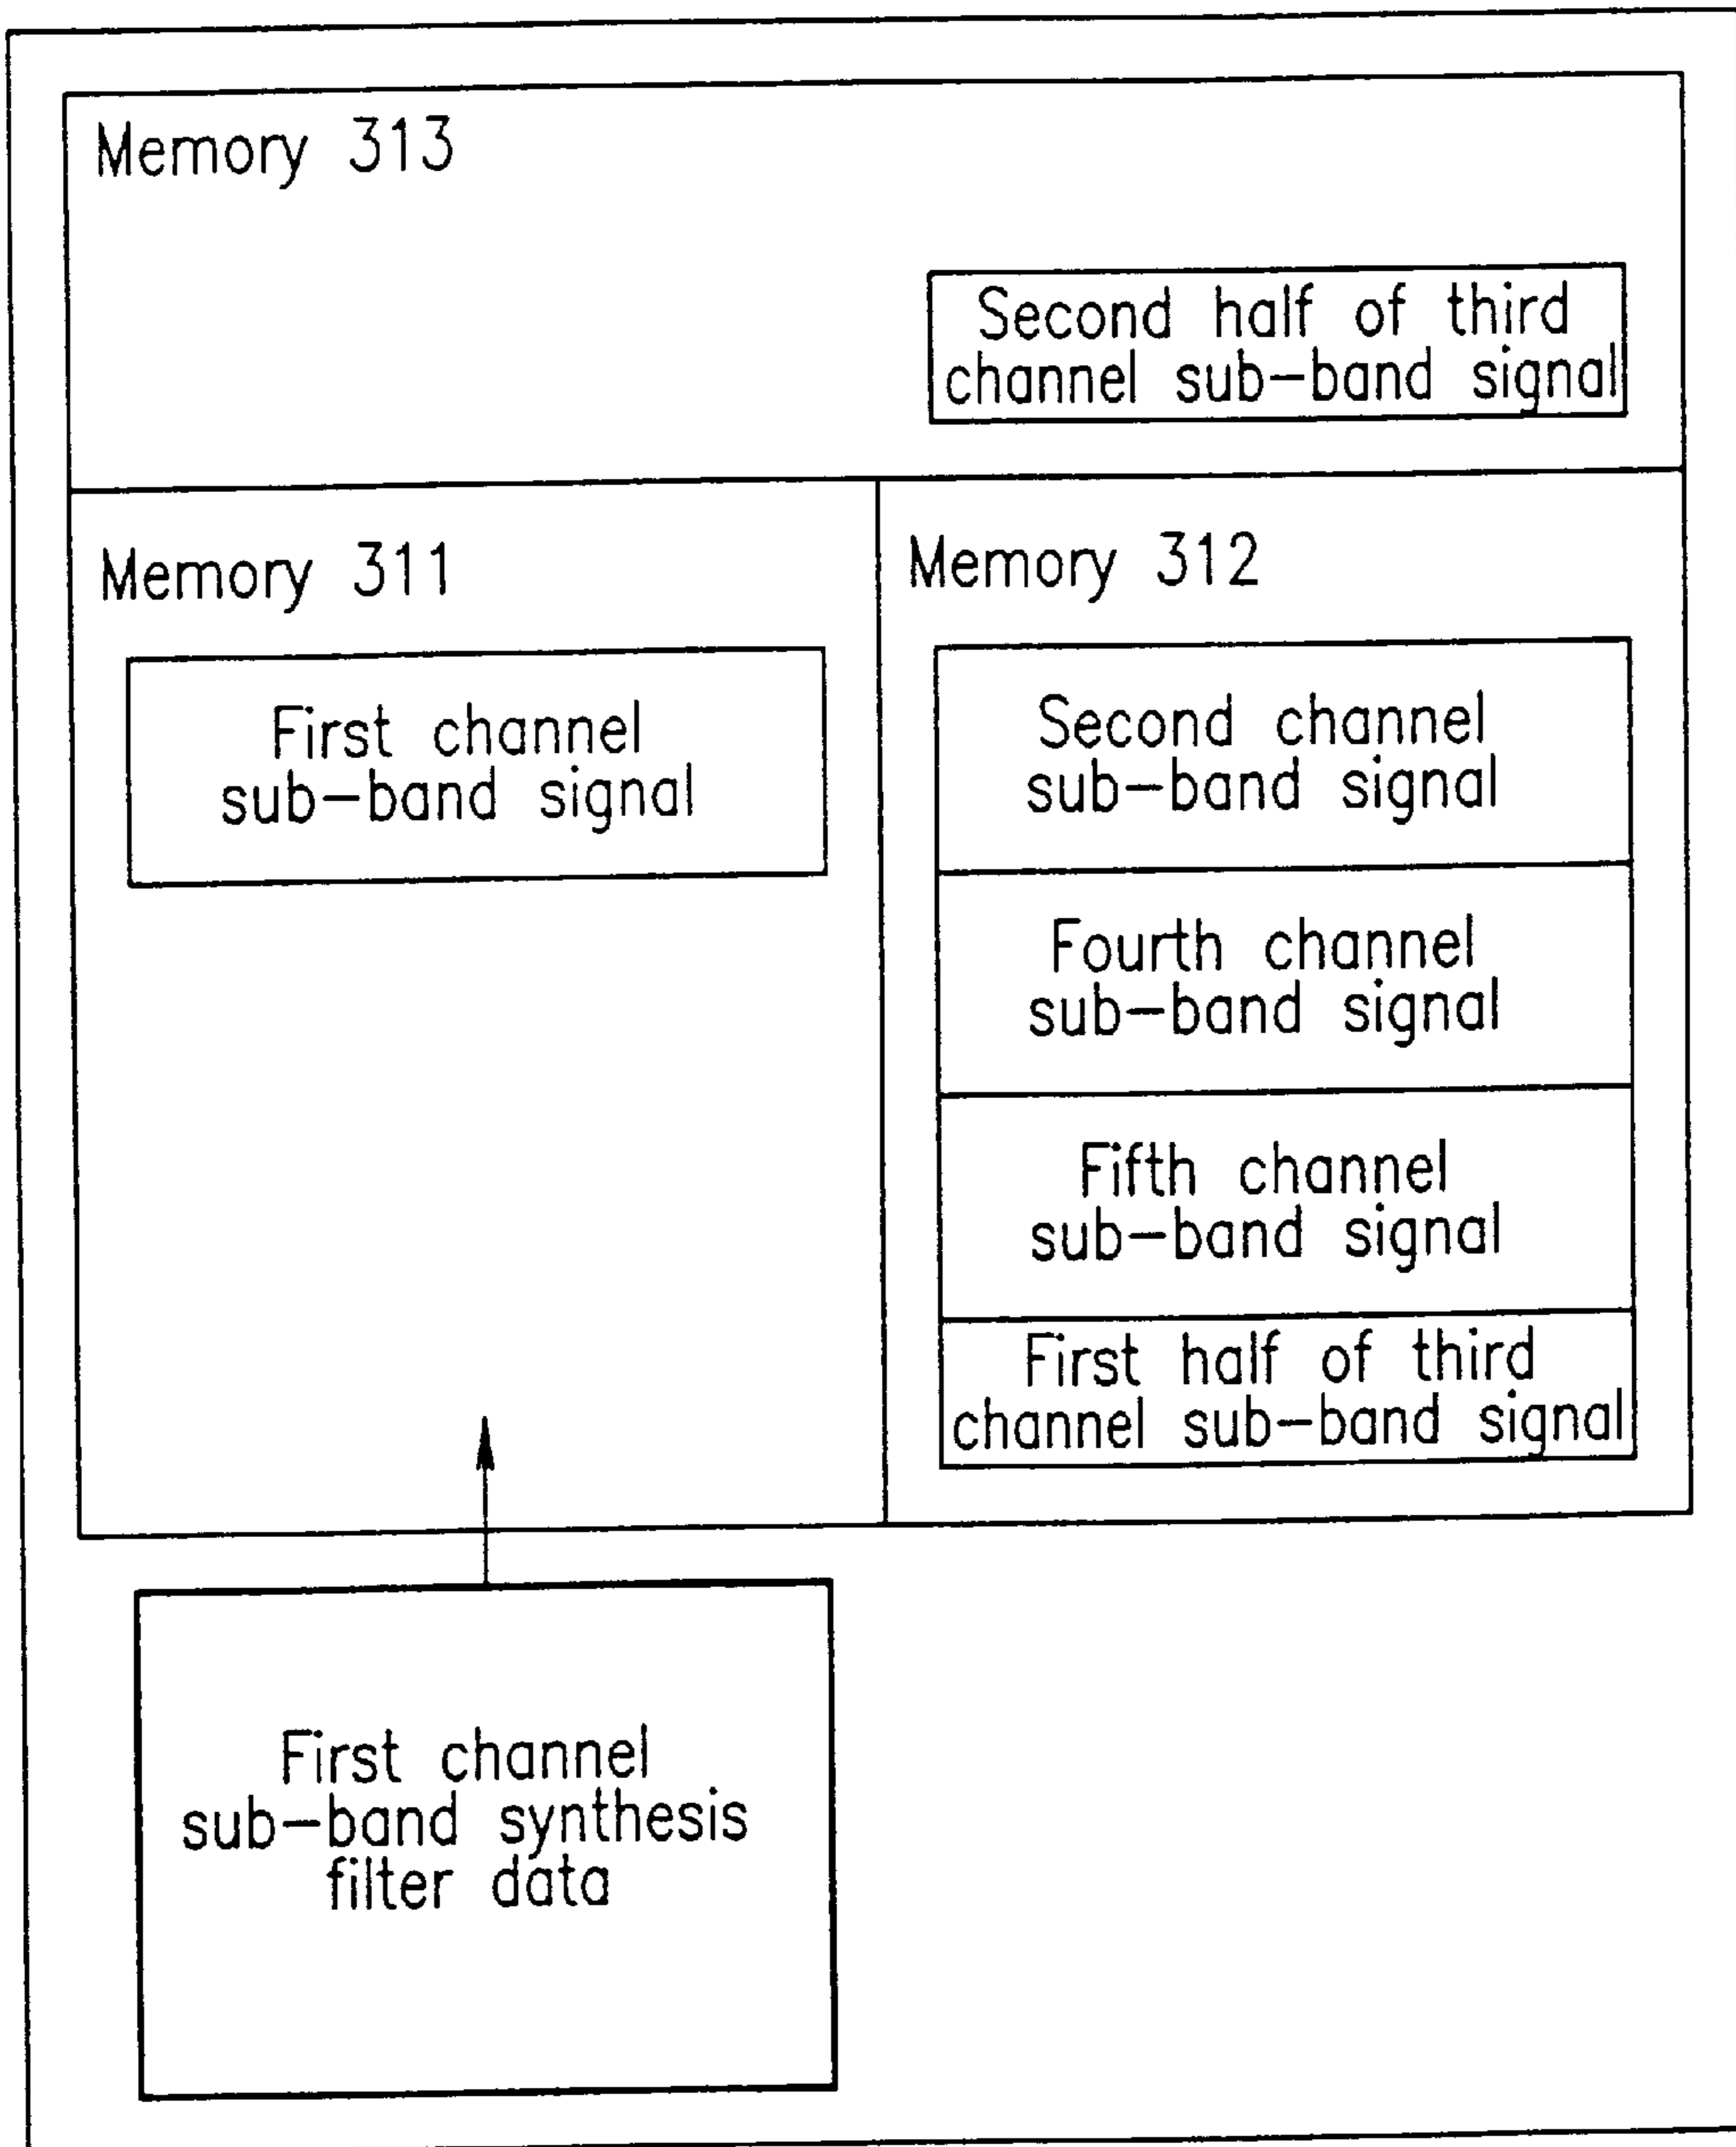 Memory 313
Second half of third
channel sub-band signal
Memory 311
First channel
sub-band signal
Memory 312
Second channel
sub-band signal
Fourth channel
sub-band signal
Fifth channel
sub-band signal
First half of third
channel sub-band signal
First channel
sub-band synthesis
filter data